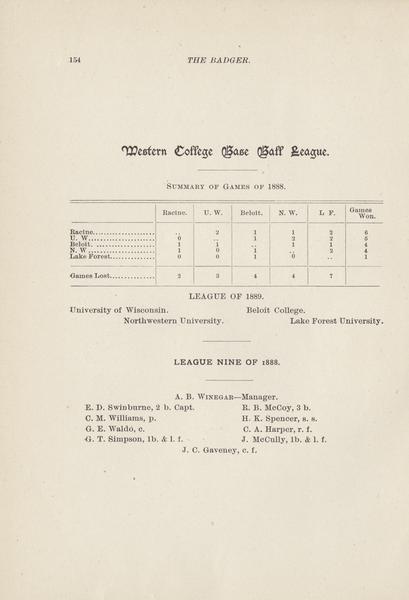 154 THE BADGER.
Western College Base Ball League.
SUMMARY OF GAMES OF 1888.
Racine. U. W. Beloit. N. W. L F. Games Won.
Racine..................... .. 2 1 1 2 6
U. W....................... 0 .. 1 2 2 5
Beloit. .................... 1 1 .. 1 1 4
N. W....................... 1 0 1 .. 2 4
Lake Forest................ 0 0 1 0 .. 1
Games Lost.............. 2 3 4 4 7
LEAGUE OF 1889.
University of Wisconsin. Beloit College.
Northwestern University. Lake Forest University.
LEAGUE NINE OF 1888.
A. B. WINEGAR—Manager.
E. D. Swinburne, 2 b. Capt. R. B. McCoy, 3 b.
C. M. Williams, p. H. K. Spencer, s. s.
G. E. Waldo, c. C. A. Harper, r. f.
G. T. Simpson, 1b. & l. f. J. McCully, 1b. & l. f.
J. C. Gaveney, c. f.